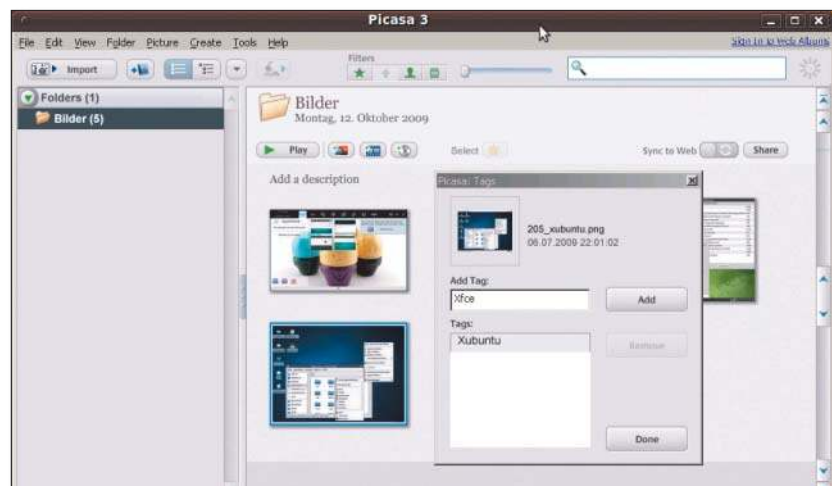 Picasa 3
File Edit View Folder Picture Create Tools Help
Sign In to Web Albums
Import
Filters
Folders (1)
Bilder (5)
Bilder
Montag, 12. Oktober 2009
Play
Select
Sync to Web
Share
Add a description
Picasa: Tags
205_xubuntu.png
06.07.2009 22:01:02
Add Tag:
Xfce
Add
Tags:
Xubuntu
Remove
Done